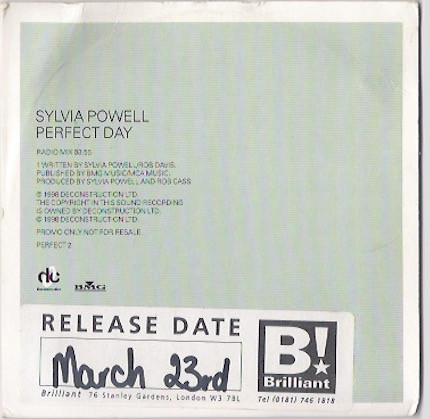 SYLVIA POWELL
PERFECT DAY
RADIO MIX 03:55
1 WRITTEN BY SYLVIA POWELL/ROB DAVIS.
PUBLISHED BY BMG MUSIC/MCA MUSIC.
PRODUCED BY SYLVIA POWELL AND ROB CASS
© 1998 DECONSTRUCTION LTD.
THE COPYRIGHT IN THIS SOUND RECORDING
IS OWNED BY DECONSTRUCTION LTD.
© 1998 DECONSTRUCTION LTD.
PROMO ONLY NOT FOR RESALE.
PERFECT 2
dc BMG
RELEASE DATE
March 23rd
B!
Brilliant
Brilliant 76 Stanley Gardens, London W3 7BL Tel (0181) 746 1818